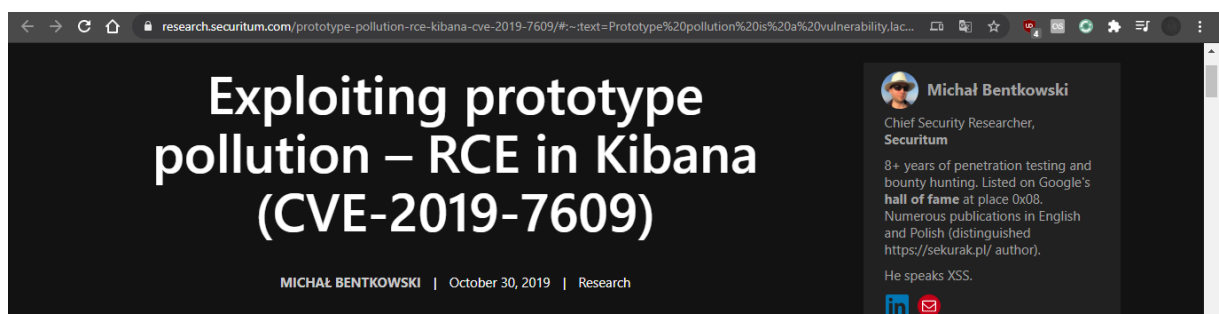 research.securitum.com/prototype-pollution-rce-kibana-cve-2019-7609/#:~:text=Prototype%20pollution%20is%20a%20vulnerability,lac...
4
OS
Exploiting prototype
pollution – RCE in Kibana
(CVE-2019-7609)
MICHAŁ BENTKOWSKI | October 30, 2019 | Research
Michał Bentkowski
Chief Security Researcher,
Securitum
8+ years of penetration testing and
bounty hunting. Listed on Google's
hall of fame at place 0x08.
Numerous publications in English
and Polish (distinguished
https://sekurak.pl/ author).
He speaks XSS.
in